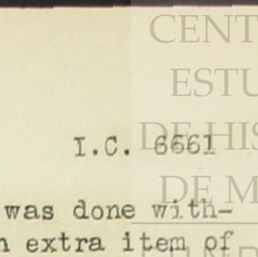 CENT
ESTU
I.C. 6661
DE HIS
DE M
was done with-
extra item of